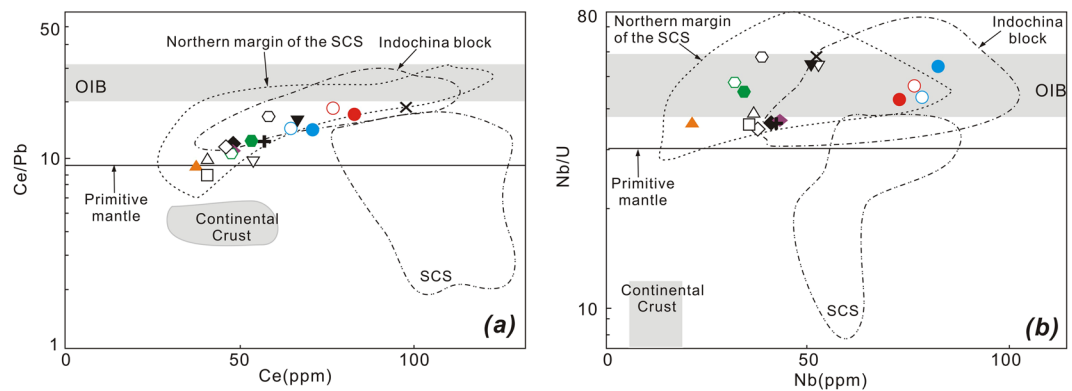 50
10
1
0
50
100
Ce/Pb
Ce(ppm)
OIB
Northern margin of the SCS
Indochina block
Primitive
mantle
Continental
Crust
SCS
(a)
80
10
0
50
100
Nb/U
Nb(ppm)
Northern margin
of the SCS
Indochina
block
OIB
Primitive
mantle
Continental
Crust
SCS
(b)